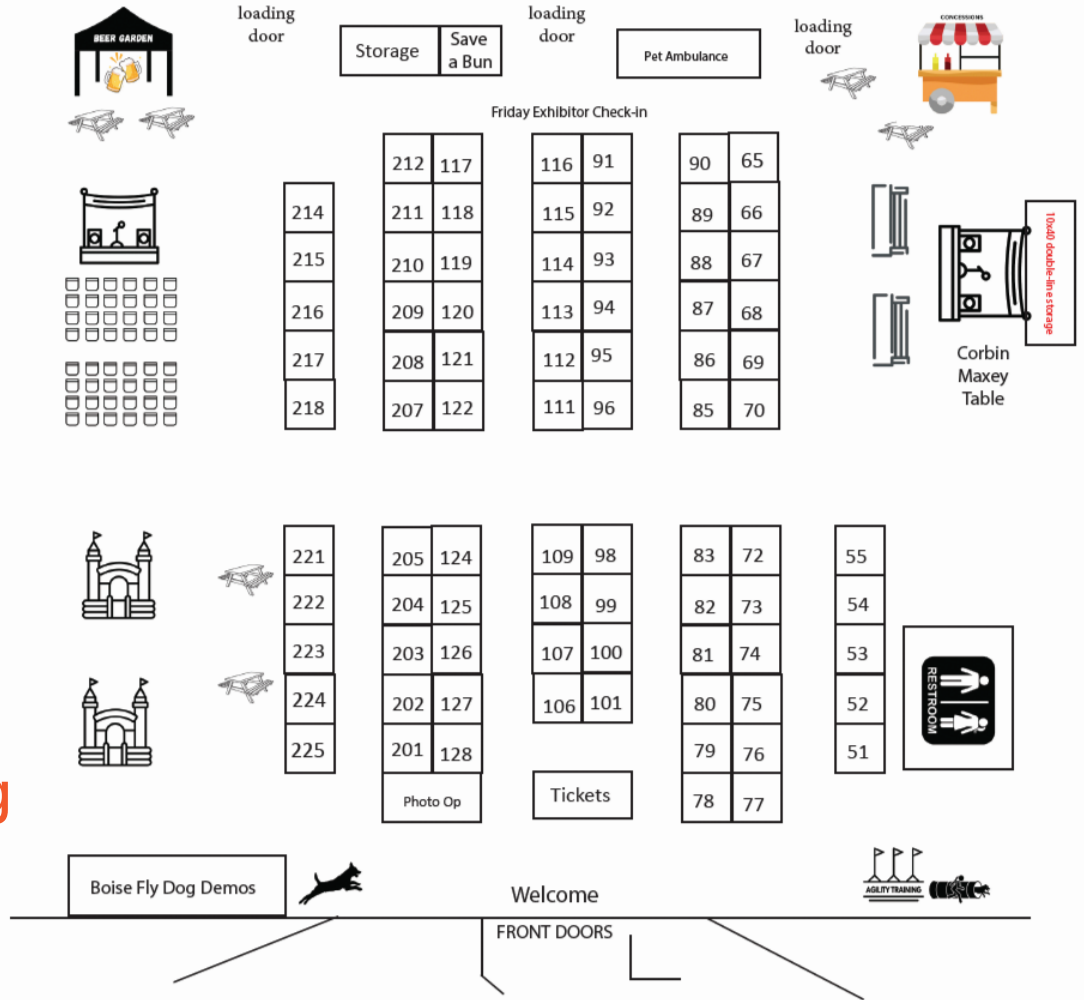 loading
door
loading
door
loading
door
CONCESSIONS
BEER GARDEN
Storage
Save
a Bun
Pet Ambulance
Friday Exhibitor Check-in
212 117 116 91 90 65
214 211 118 115 92 89 66
215 210 119 114 93 88 67
216 209 120 113 94 87 68
217 208 121 112 95 86 69
218 207 122 111 96 85 70
10x40 double-line storage
Corbin
Maxey
Table
221 205 124 109 98 83 72 55
222 204 125 108 99 82 73 54
223 203 126 107 100 81 74 53
224 202 127 106 101 80 75 52
225 201 128 79 76 51
RESTROOM
g
Photo Op
Tickets
78 77
Boise Fly Dog Demos
AGILITY TRAINING
Welcome
FRONT DOORS